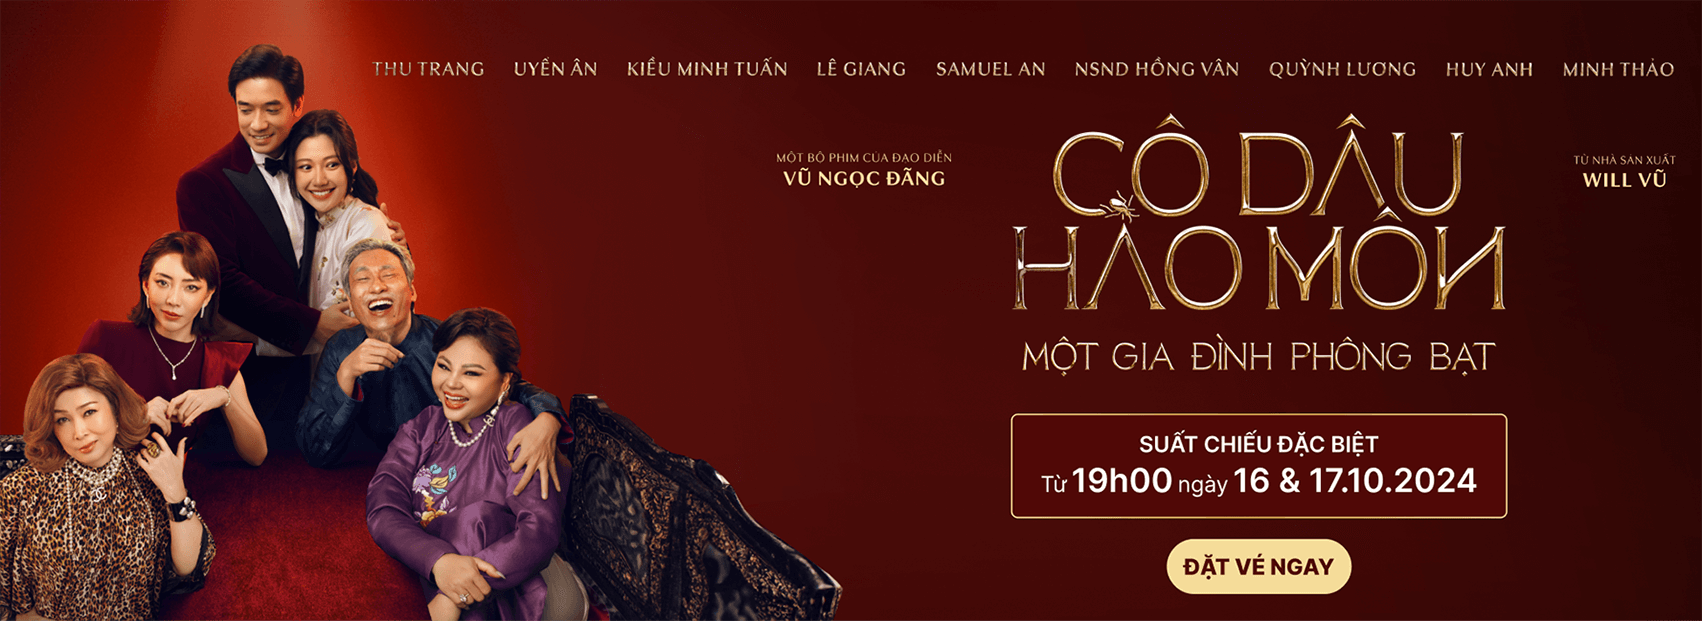 THU TRANG UYỂN ÂN KIỀU MINH TUẤN LÊ GIANG SAMUEL AN NSND HỒNG VÂN QUỲNH LƯƠNG HUY ANH MINH THẢO
MỘT BỘ PHIM CỦA ĐẠO DIỄN
VŨ NGỌC ĐÃNG
CÔ DÂU
HÀO MÔN
TỪ NHÀ SẢN XUẤT
WILL VŨ
MỘT GIA ĐÌNH PHÔNG BẠT
SUẤT CHIẾU ĐẶC BIỆT
Từ 19h00 ngày 16 & 17.10.2024
ĐẶT VÉ NGAY